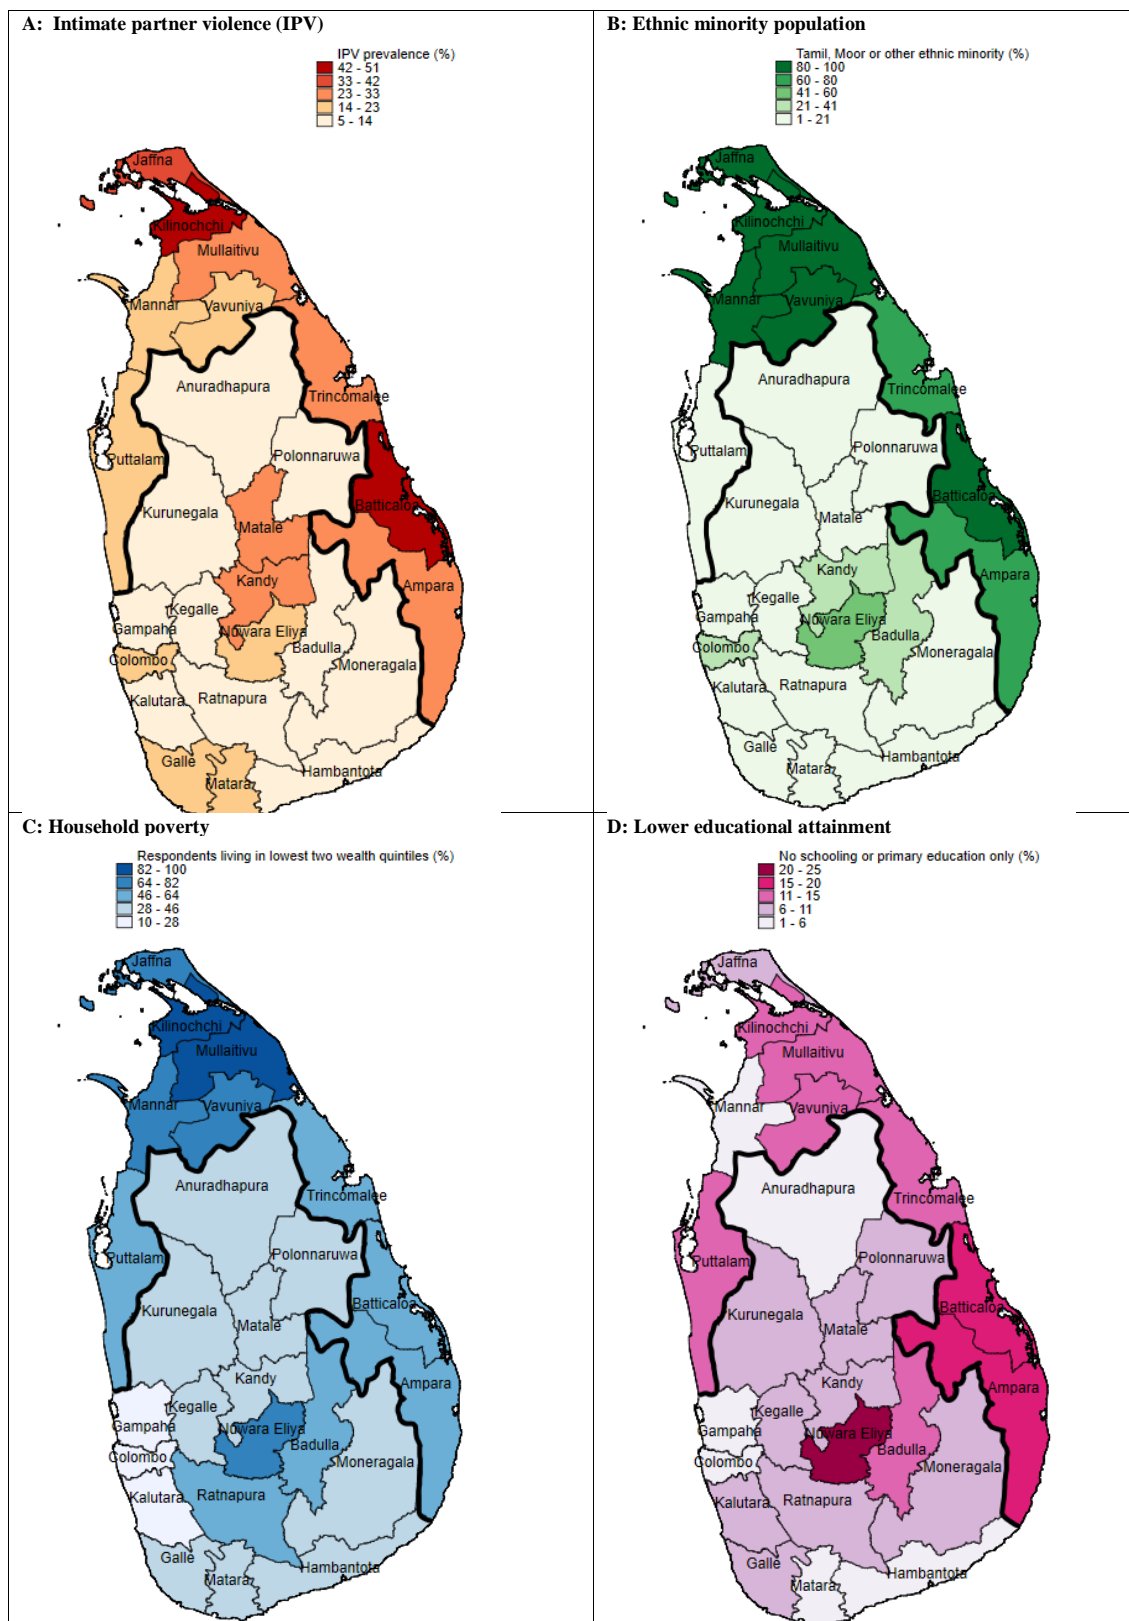 A: Intimate partner violence (IPV)
IPV prevalence (%)
42 - 51
33 - 42
23 - 33
14 - 23
5 - 14
Jaffna
Kilinochchi
Mullaitivu
Mannar
Vavuniya
Anuradhapura
Trincomalee
Puttalam
Polonnaruwa
Kurunegala
Batticaloa
Matale
Kandy
Ampara
Kegalle
Gampaha
Nuwara Eliya
Badulla
Colombo
Moneragala
Kalutara
Ratnapura
Galle
Matara
Hambantota
B: Ethnic minority population
Tamil, Moor or other ethnic minority (%)
80 - 100
60 - 80
41 - 60
21 - 41
1 - 21
Jaffna
Kilinochchi
Mullaitivu
Mannar
Vavuniya
Anuradhapura
Trincomalee
Puttalam
Polonnaruwa
Kurunegala
Batticaloa
Matale
Kandy
Ampara
Kegalle
Gampaha
Nuwara Eliya
Badulla
Colombo
Moneragala
Kalutara
Ratnapura
Galle
Matara
Hambantota
C: Household poverty
Respondents living in lowest two wealth quintiles (%)
82 - 100
64 - 82
46 - 64
28 - 46
10 - 28
Jaffna
Kilinochchi
Mullaitivu
Mannar
Vavuniya
Anuradhapura
Trincomalee
Puttalam
Polonnaruwa
Kurunegala
Batticaloa
Matale
Kandy
Ampara
Kegalle
Gampaha
Nuwara Eliya
Badulla
Colombo
Moneragala
Kalutara
Ratnapura
Galle
Matara
Hambantota
D: Lower educational attainment
No schooling or primary education only (%)
20 - 25
15 - 20
11 - 15
6 - 11
1 - 6
Jaffna
Kilinochchi
Mullaitivu
Mannar
Vavuniya
Anuradhapura
Trincomalee
Puttalam
Polonnaruwa
Kurunegala
Batticaloa
Matale
Kandy
Ampara
Kegalle
Gampaha
Nuwara Eliya
Badulla
Colombo
Moneragala
Kalutara
Ratnapura
Galle
Matara
Hambantota